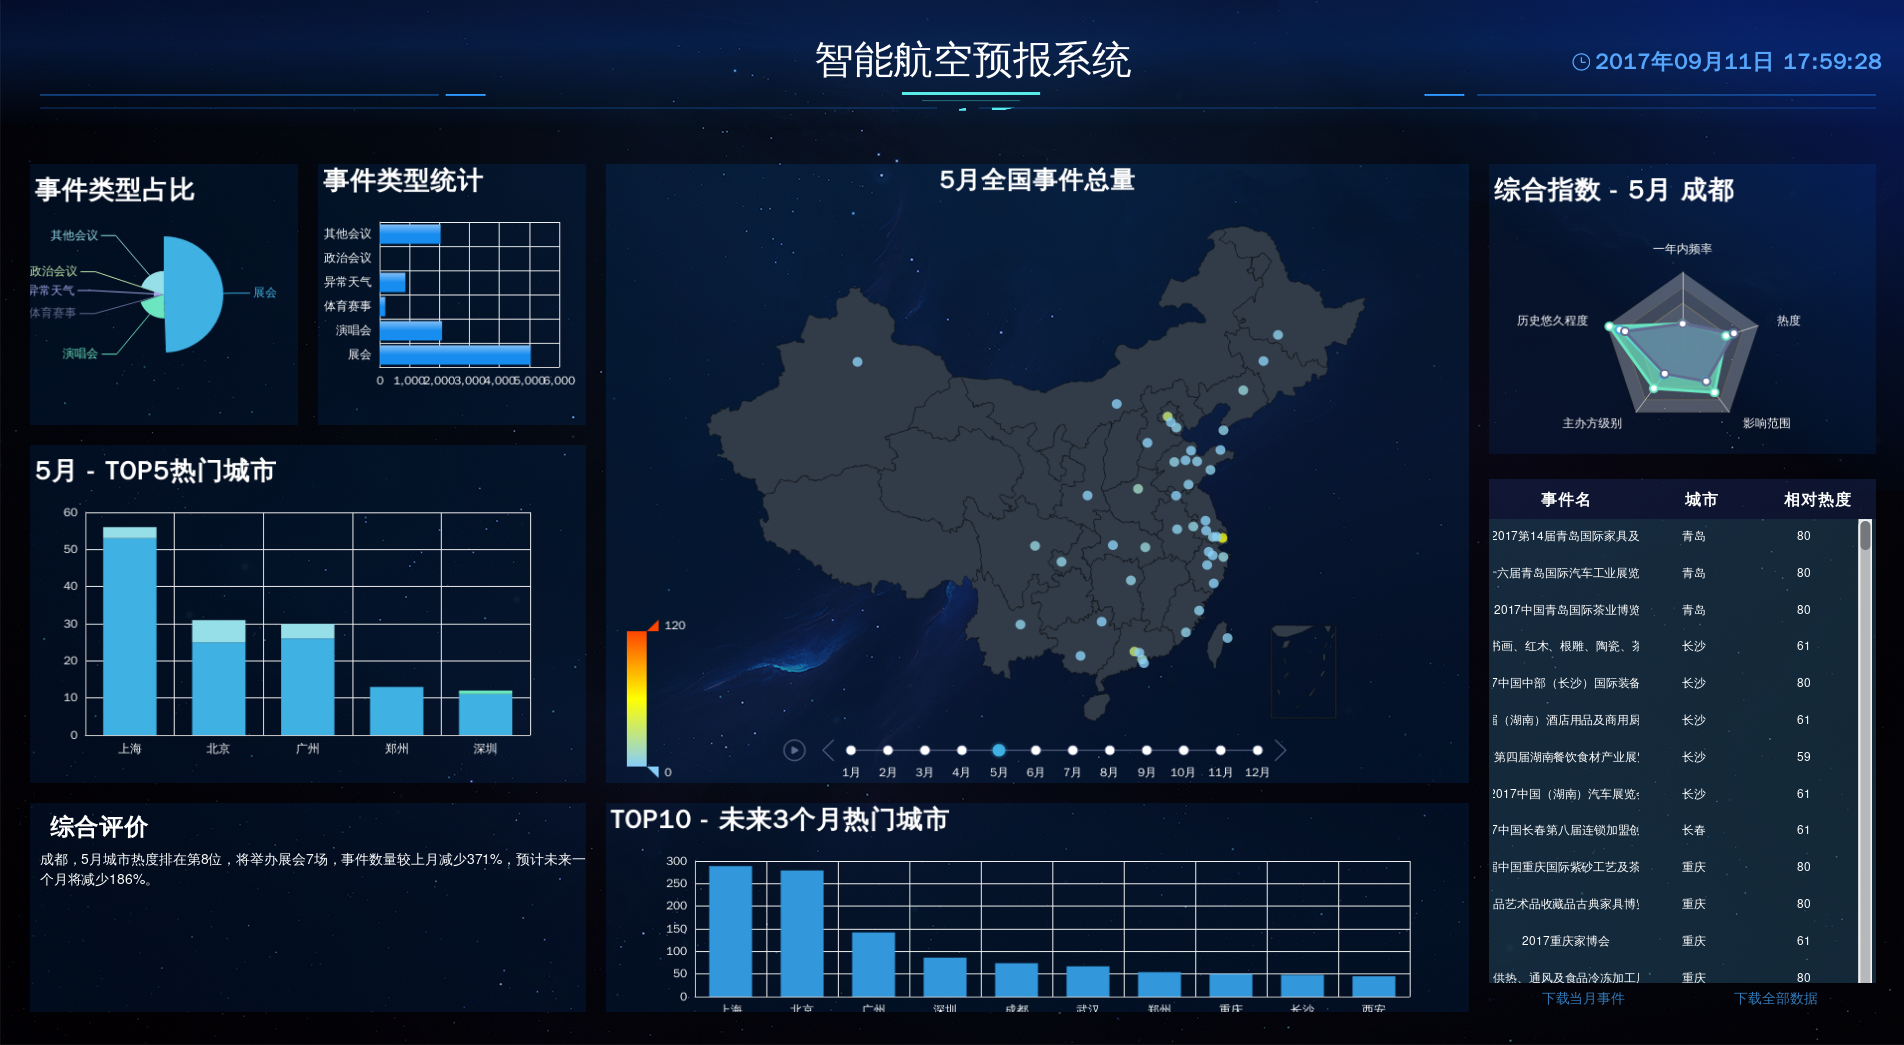 智能航空预报系统
2017年09月11日 17:59:28
事件类型占比
其他会议
政治会议
异常天气
体育赛事
演唱会
展会
事件类型统计
其他会议
政治会议
异常天气
体育赛事
演唱会
展会
0 1,000 2,000 3,000 4,000 5,000 6,000
5月全国事件总量
120
0
1月 2月 3月 4月 5月 6月 7月 8月 9月 10月 11月 12月
综合指数 - 5月 成都
一年内频率
历史悠久程度
热度
主办方级别
影响范围
5月 - TOP5热门城市
60
50
40
30
20
10
0
上海 北京 广州 郑州 深圳
综合评价
成都，5月城市热度排在第8位，将举办展会7场，事件数量较上月减少371%，预计未来一
个月将减少186%。
TOP10 - 未来3个月热门城市
300
250
200
150
100
50
0
上海 北京 广州 深圳 成都 武汉 郑州 重庆 长沙 西安
事件名 城市 相对热度
2017第14届青岛国际家具及 青岛 80
六届青岛国际汽车工业展览 青岛 80
2017中国青岛国际茶业博览 青岛 80
书画、红木、根雕、陶瓷、茶 长沙 61
7中国中部（长沙）国际装备 长沙 80
届（湖南）酒店用品及商用厨 长沙 61
第四届湖南餐饮食材产业展 长沙 59
2017中国（湖南）汽车展览会 长沙 61
7中国长春第八届连锁加盟创 长春 61
届中国重庆国际紫砂工艺及茶 重庆 80
品艺术品收藏品古典家具博 重庆 80
2017重庆家博会 重庆 61
供热、通风及食品冷冻加工 重庆 80
下载当月事件 下载全部数据